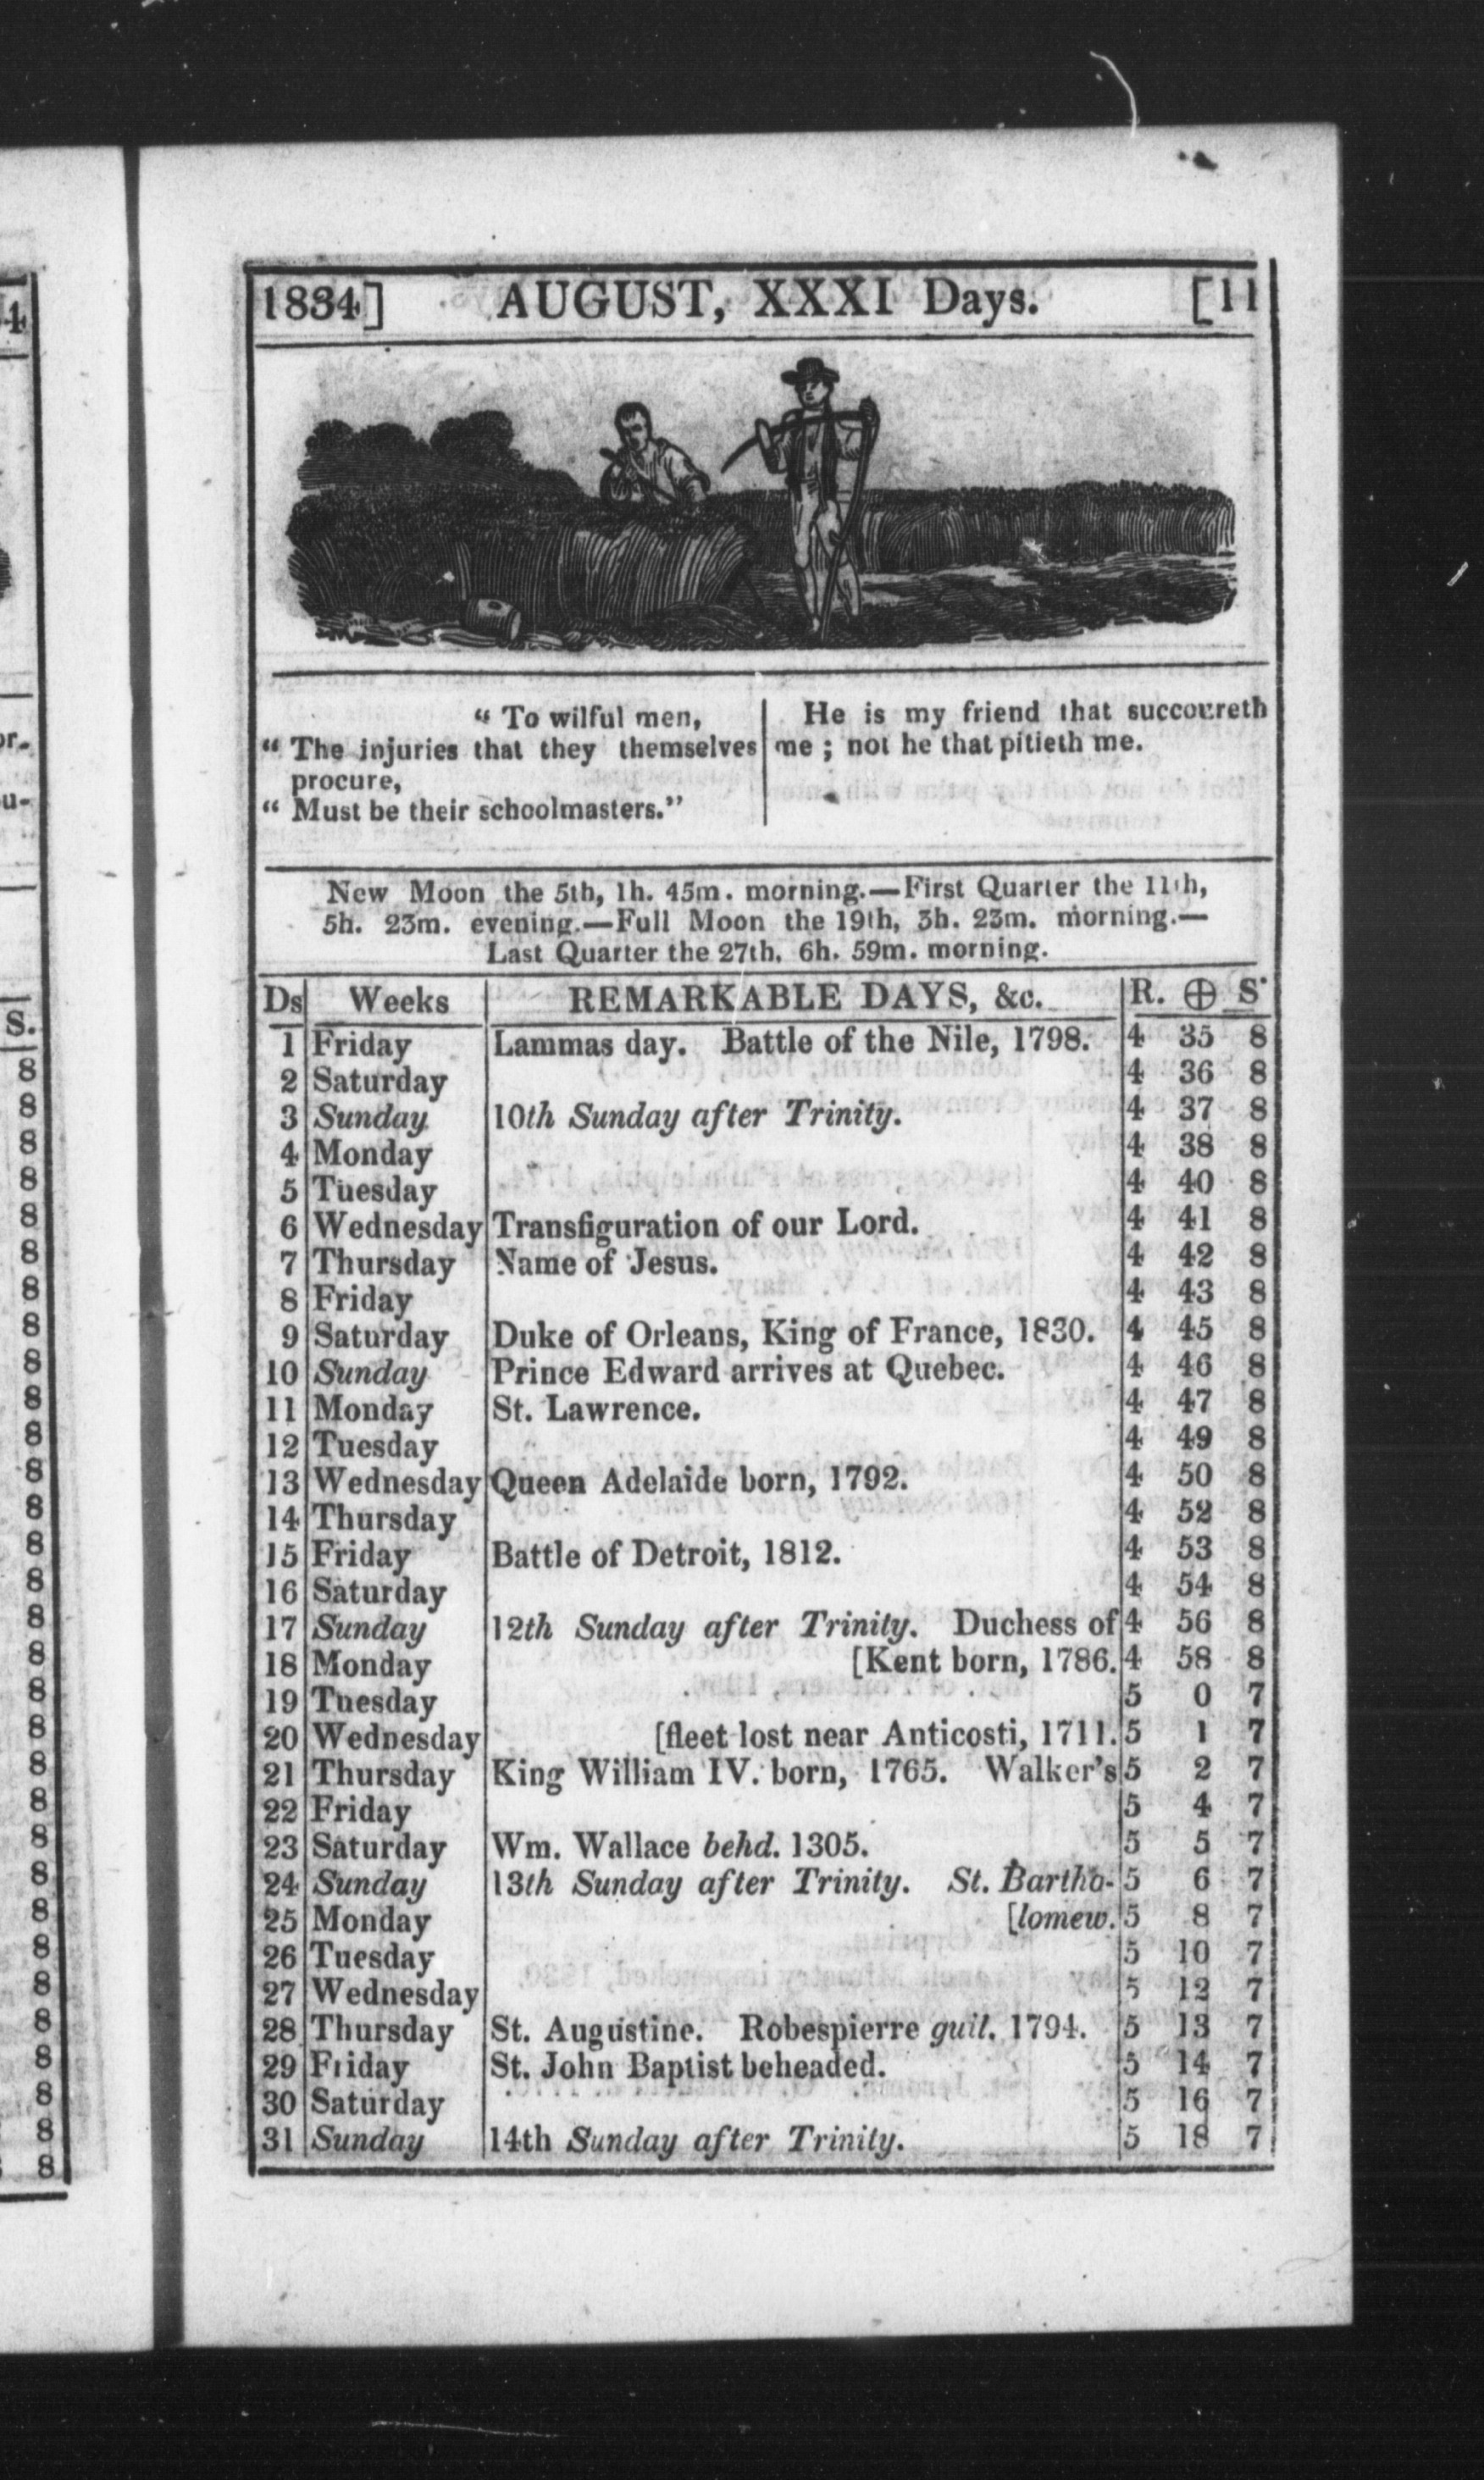 1834] AUGUST, XXXI Days. [11
" To wilful men,
" The injuries that they themselves
procure,
" Must be their schoolmasters."
He is my friend that succoureth
me ; not he that pitieth me.
New Moon the 5th, 1h. 45m. morning.—First Quarter the 11th,
5h. 23m. evening.—Full Moon the 19th, 3h. 23m. morning.—
Last Quarter the 27th, 6h. 59m. morning.
Ds Weeks REMARKABLE DAYS, &c. R. ⊕ S
1 Friday Lammas day. Battle of the Nile, 1798. 4 35 8
2 Saturday 4 36 8
3 Sunday 10th Sunday after Trinity. 4 37 8
4 Monday 4 38 8
5 Tuesday 4 40 8
6 Wednesday Transfiguration of our Lord. 4 41 8
7 Thursday Name of Jesus. 4 42 8
8 Friday 4 43 8
9 Saturday Duke of Orleans, King of France, 1830. 4 45 8
10 Sunday Prince Edward arrives at Quebec. 4 46 8
11 Monday St. Lawrence. 4 47 8
12 Tuesday 4 49 8
13 Wednesday Queen Adelaide born, 1792. 4 50 8
14 Thursday 4 52 8
15 Friday Battle of Detroit, 1812. 4 53 8
16 Saturday 4 54 8
17 Sunday 12th Sunday after Trinity. Duchess of 4 56 8
18 Monday [Kent born, 1786. 4 58 8
19 Tuesday 5 0 7
20 Wednesday [fleet lost near Anticosti, 1711. 5 1 7
21 Thursday King William IV. born, 1765. Walker's 5 2 7
22 Friday 5 4 7
23 Saturday Wm. Wallace behd. 1305. 5 5 7
24 Sunday 13th Sunday after Trinity. St. Bartho- 5 6 7
25 Monday [lomew. 5 8 7
26 Tuesday 5 10 7
27 Wednesday 5 12 7
28 Thursday St. Augustine. Robespierre guil. 1794. 5 13 7
29 Friday St. John Baptist beheaded. 5 14 7
30 Saturday 5 16 7
31 Sunday 14th Sunday after Trinity. 5 18 7